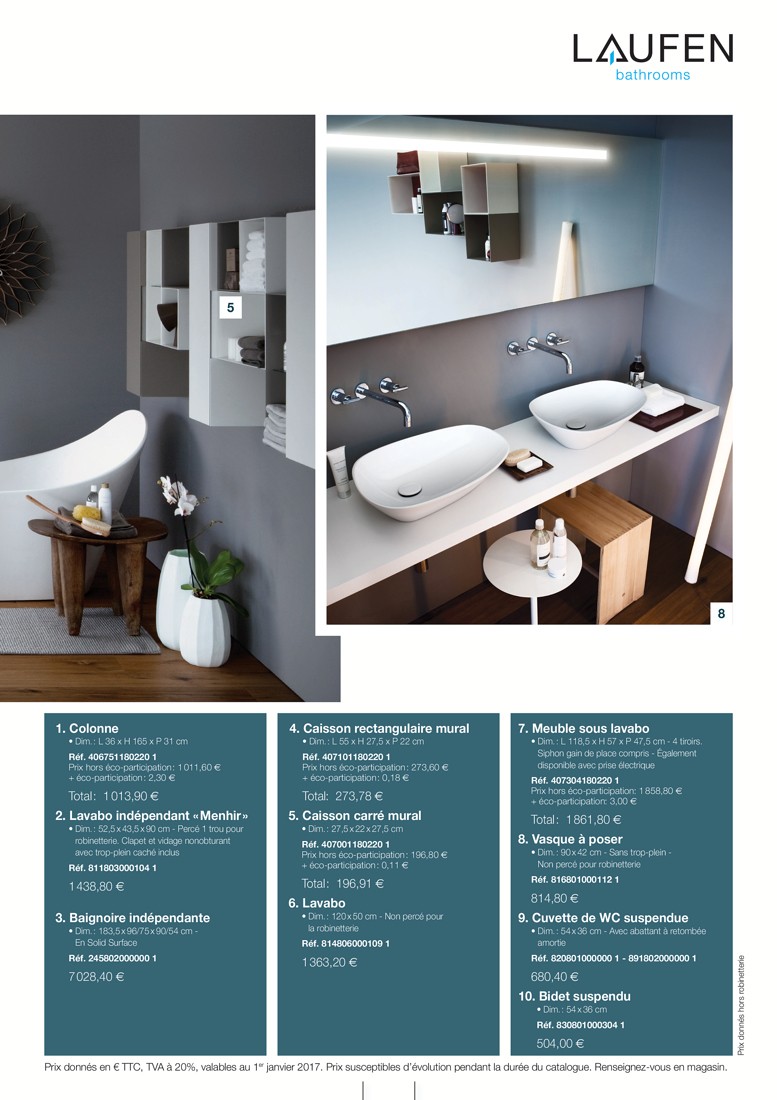 LAUFEN
bathrooms
5
8
1. Colonne
• Dim. : L 36 x H 165 x P 31 cm
Réf. 406751180220 1
Prix hors éco-participation : 1 011,60 €
+ éco-participation : 2,30 €
Total : 1 013,90 €
2. Lavabo indépendant « Menhir »
• Dim. : 52,5 x 43,5 x 90 cm - Percé 1 trou pour
robinetterie. Clapet et vidage nonobturant
avec trop-plein caché inclus
Réf. 811803000104 1
1 438,80 €
3. Baignoire indépendante
• Dim. : 183,5 x 96/75 x 90/54 cm -
En Solid Surface
Réf. 245802000000 1
7 028,40 €
4. Caisson rectangulaire mural
• Dim. : L 55 x H 27,5 x P 22 cm
Réf. 407101180220 1
Prix hors éco-participation : 273,60 €
+ éco-participation : 0,18 €
Total : 273,78 €
5. Caisson carré mural
• Dim. : 27,5 x 22 x 27,5 cm
Réf. 407001180220 1
Prix hors éco-participation : 196,80 €
+ éco-participation : 0,11 €
Total : 196,91 €
6. Lavabo
• Dim. : 120 x 50 cm - Non percé pour
la robinetterie
Réf. 814806000109 1
1 363,20 €
7. Meuble sous lavabo
• Dim. : L 118,5 x H 57 x P 47,5 cm - 4 tiroirs.
Siphon gain de place compris - Également
disponible avec prise électrique
Réf. 407304180220 1
Prix hors éco-participation: 1 858,80 €
+ éco-participation: 3,00 €
Total : 1 861,80 €
8. Vasque à poser
• Dim. : 90 x 42 cm - Sans trop-plein -
Non percé pour robinetterie
Réf. 816801000112 1
814,80 €
9. Cuvette de WC suspendue
• Dim. : 54 x 36 cm - Avec abattant à retombée
amortie
Réf. 820801000000 1 - 891802000000 1
680,40 €
10. Bidet suspendu
• Dim. : 54 x 36 cm
Réf. 830801000304 1
504,00 €
Prix donnés hors robinetterie
Prix donnés en € TTC, TVA à 20%, valables au 1er janvier 2017. Prix susceptibles d'évolution pendant la durée du catalogue. Renseignez-vous en magasin.